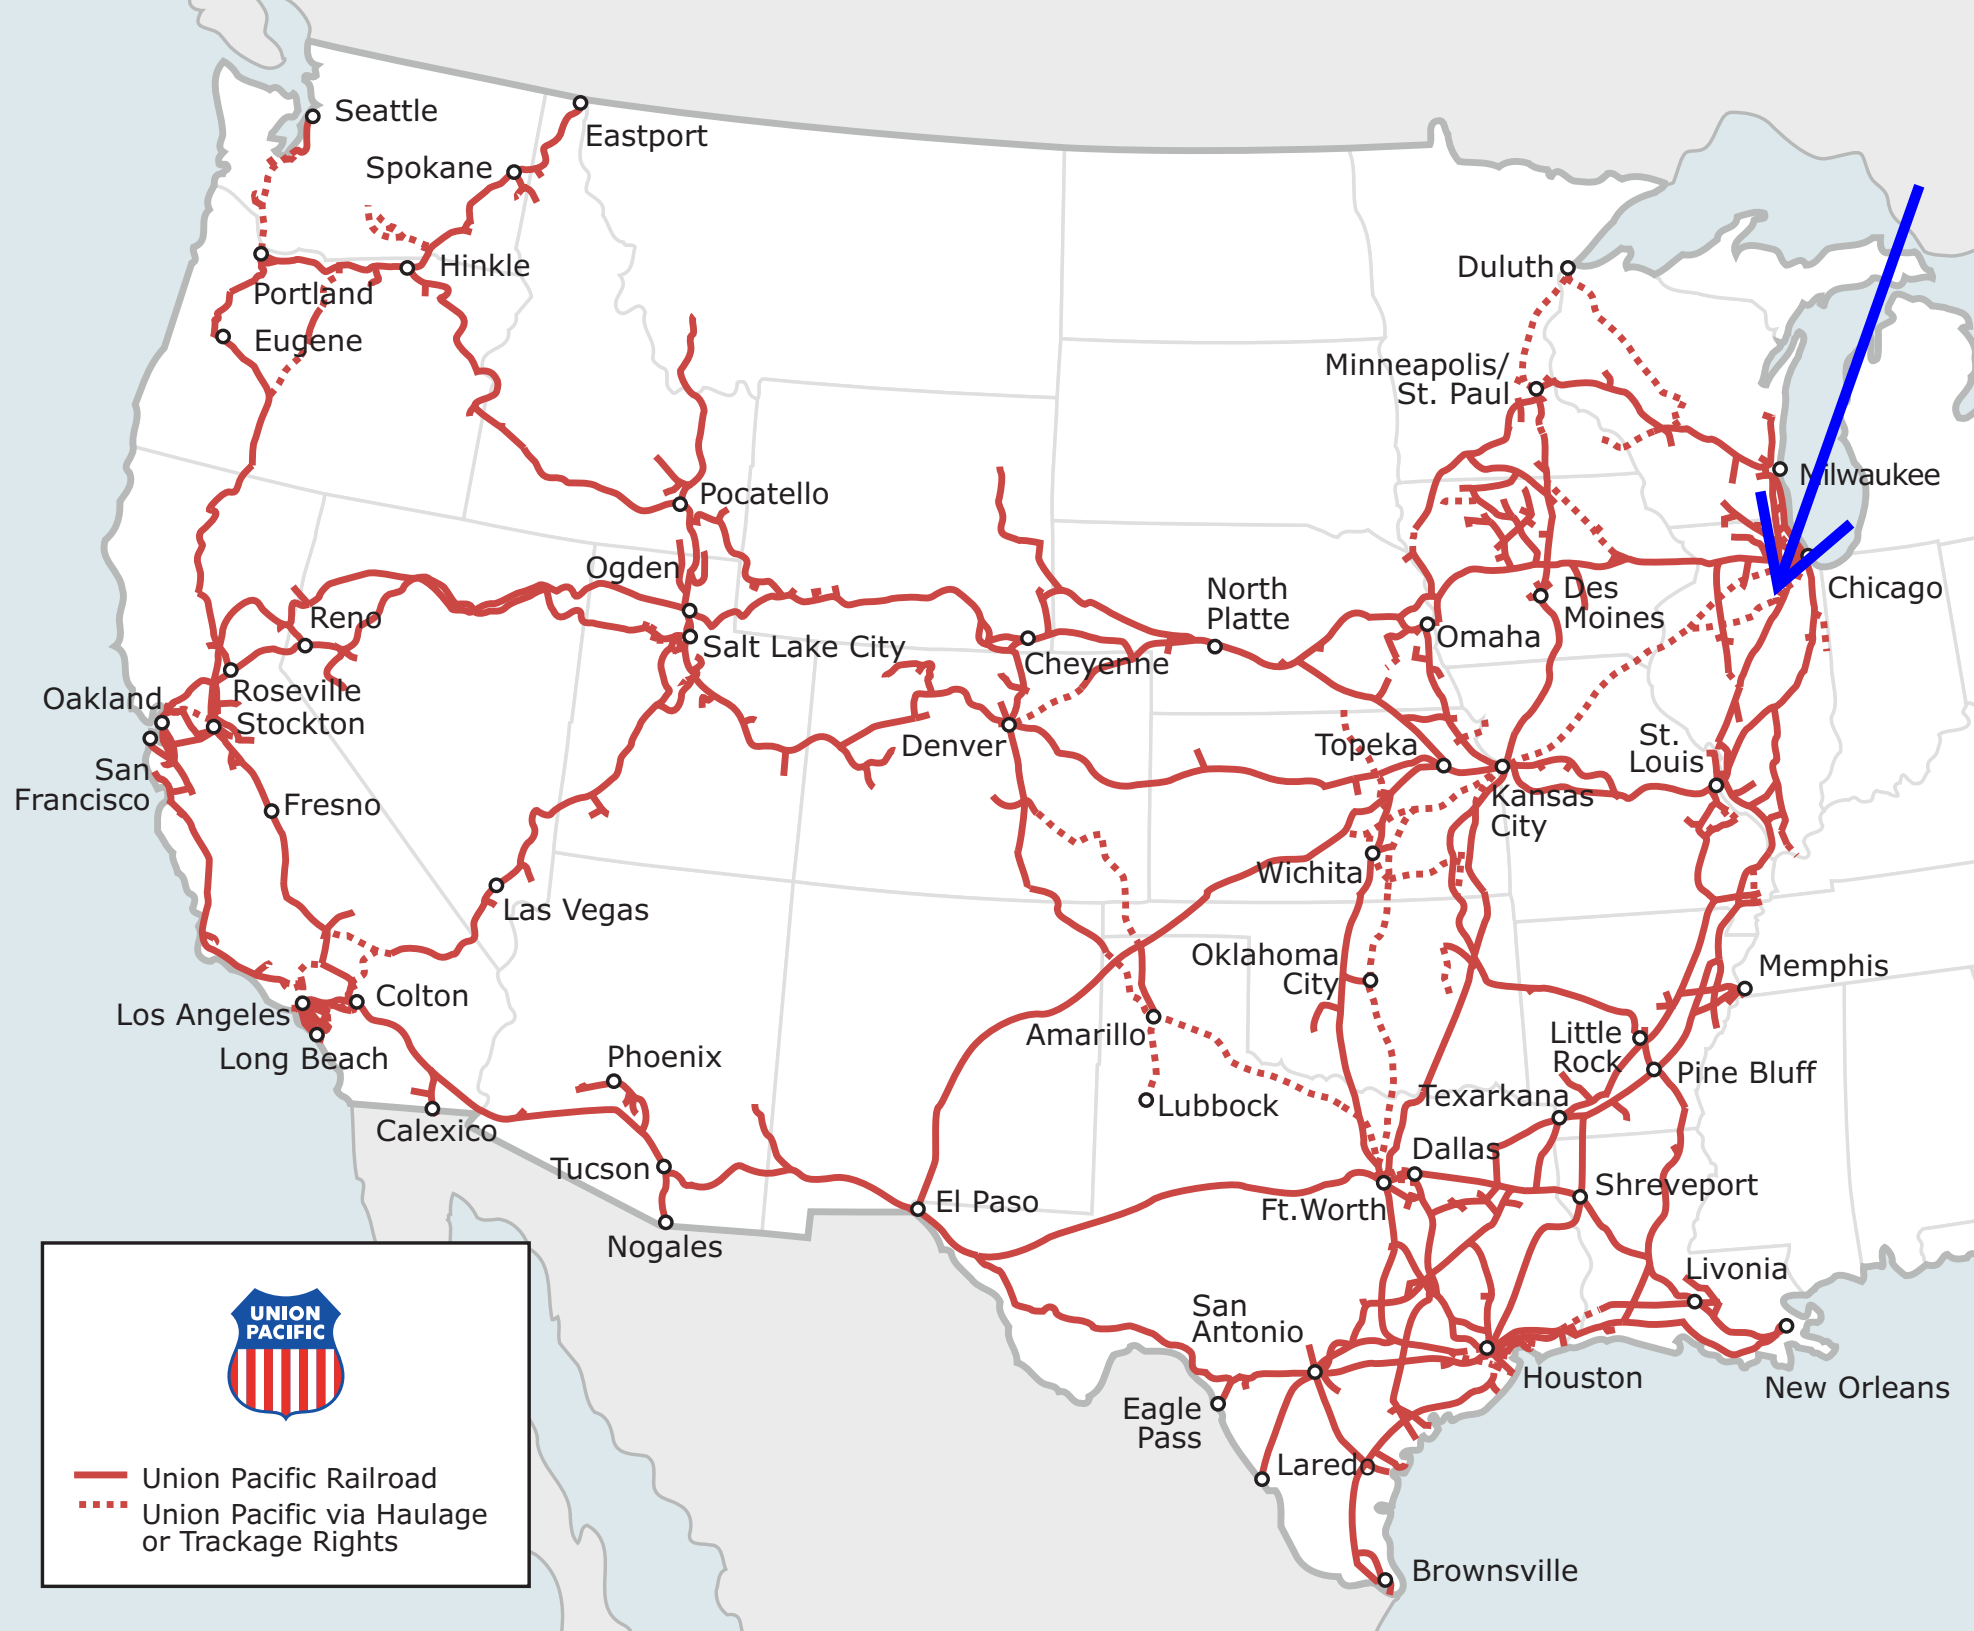 Seattle
Eastport
Spokane
Hinkle
Portland
Eugene
Duluth
Minneapolis/
St. Paul
Milwaukee
Pocatello
Ogden
Reno
Salt Lake City
Cheyenne
North
Platte
Omaha
Des
Moines
Chicago
Oakland
Roseville
Stockton
San
Francisco
Fresno
Denver
Topeka
Kansas
City
St.
Louis
Las Vegas
Wichita
Oklahoma
City
Memphis
Colton
Los Angeles
Long Beach
Amarillo
Little
Rock
Pine Bluff
Phoenix
Lubbock
Texarkana
Calexico
Tucson
Dallas
El Paso
Ft.Worth
Shreveport
Nogales
Livonia
San
Antonio
Houston
New Orleans
Eagle
Pass
Laredo
Brownsville
UNION
PACIFIC
Union Pacific Railroad
Union Pacific via Haulage
or Trackage Rights